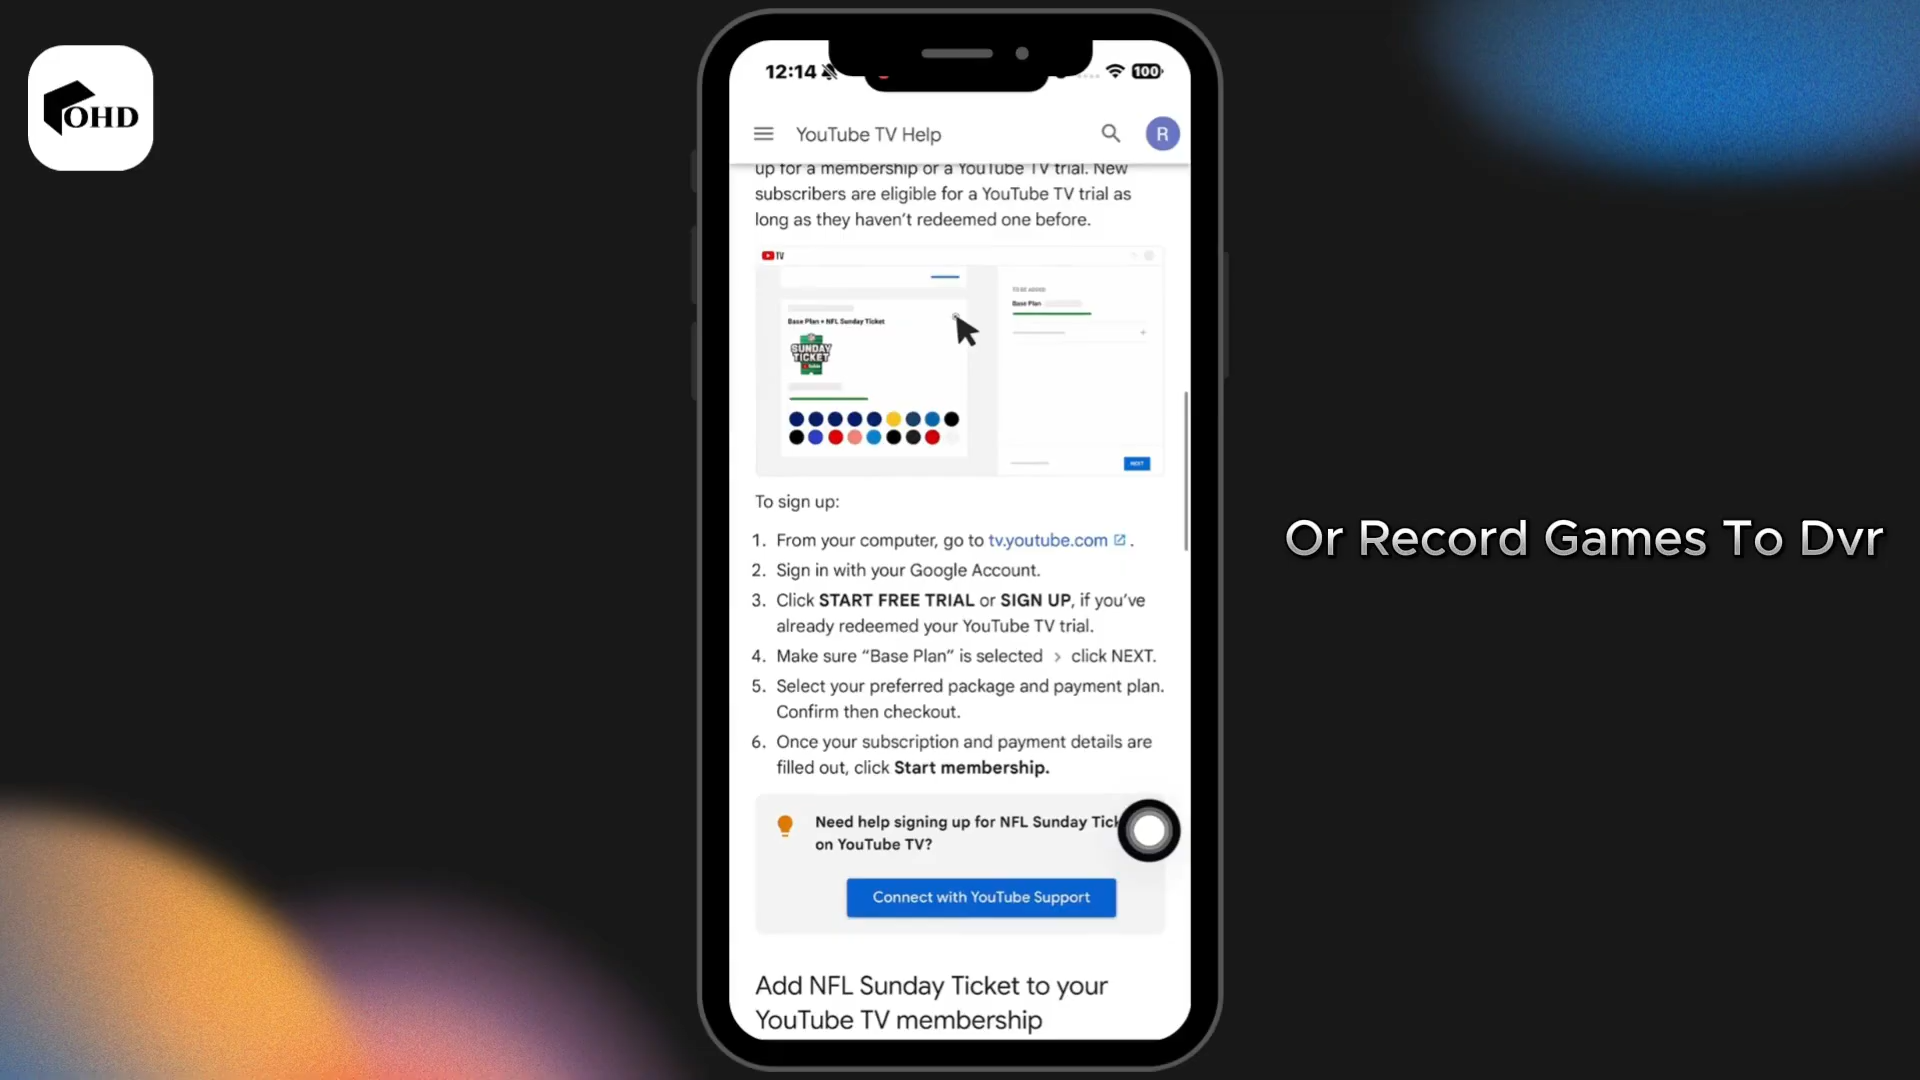 OHD
12:14
100
YouTube TV Help
R
up for a membership or a YouTube TV trial. New
subscribers are eligible for a YouTube TV trial as
long as they haven't redeemed one before.
TV
TO BE ADDED
Base Plan
Base Plan + NFL Sunday Ticket
SUNDAY
TICKET
NEXT
To sign up:
1. From your computer, go to tv.youtube.com .
2. Sign in with your Google Account.
3. Click START FREE TRIAL or SIGN UP, if you've
already redeemed your YouTube TV trial.
4. Make sure “Base Plan” is selected > click NEXT.
5. Select your preferred package and payment plan.
Confirm then checkout.
6. Once your subscription and payment details are
filled out, click Start membership.
Need help signing up for NFL Sunday Tick
on YouTube TV?
Connect with YouTube Support
Add NFL Sunday Ticket to your
YouTube TV membership
Or Record Games To Dvr